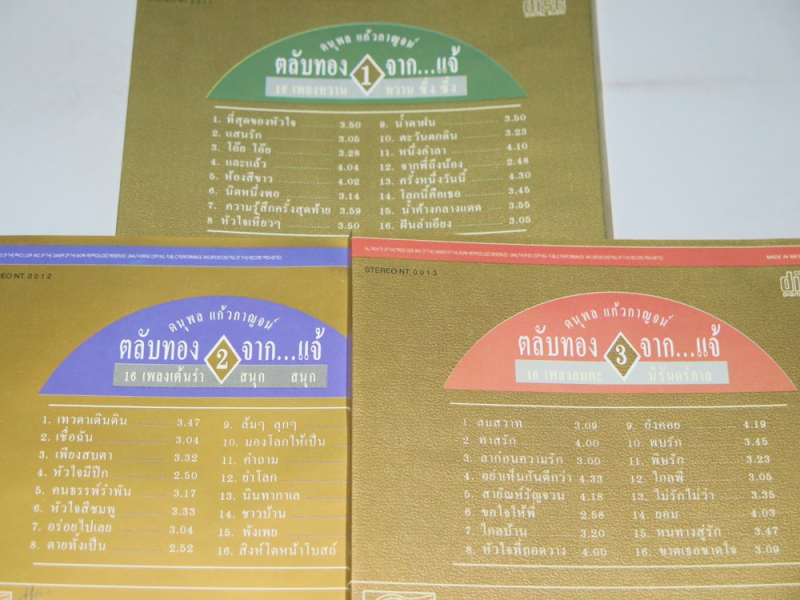 disc
ดนุพล แก้วกาญจน์
ตลับทอง 1 จาก...แจ้
16 เพลงหวาน หวาน ซึ้ง ซึ้ง
1. ที่สุดของหัวใจ 3.50
2. แสนรัก 3.05
3. โอ๊ย โอ๊ย 3.28
4. และแล้ว 4.04
5. ห้องสีขาว 4.02
6. นิดหนึ่งพอ 3.14
7. ความรู้สึกครั้งสุดท้าย 3.59
8 หัวใจเหี่ยวๆ 3.50
9. น้ำตาฝน 3.50
10. ตะวันตกดิน 3.23
11. หนึ่งคำลา 4.10
12. จากพี่ถึงน้อง 2.48
13. ครั้งหนึ่งวันนี้ 4.30
14. โลกนี้คือเธอ 3.45
15. น้ำค้างกลางแดด 3.55
16. ฝืนลำเอียง 3.05
STEREO NT. 0012
ดนุพล แก้วกาญจน์
ตลับทอง 2 จาก...แจ้
16 เพลงเต้นรำ สนุก สนุก
1. เทวดาเดินดิน 3.47
2. เชื่อฉัน 3.04
3. เพียงสบตา 3.32
4. หัวใจมีปีก 2.50
5. คนธรรพ์รำพัน 3.17
6. หัวใจสีชมพู 3.33
7. อร่อยไปเลย 3.04
8. ตายทั้งเป็น 2.52
9. ล้มๆ ลุกๆ
10. มองโลกให้เป็น
11. คำถาม
12. ยำโลก
13. นินทากาเล
14. ชาวบ้าน
15. พังเพย
16. สิงห์โตหน้าโบสถ์
STEREO NT. 0013
ดนุพล แก้วกาญจน์
ตลับทอง 3 จาก...แจ้
16 เพลงอมตะ นิรันดร์กาล
1. ลมสวาท 3.09
2. ทาสรัก 4.00
3. ลาก่อนความรัก 3.00
4. อย่าเห็นกันดีกว่า 4.33
5. สายัณห์รัญจวน 4.18
6. ขอใจให้พี่ 2.58
7. ไกลบ้าน 3.20
8. หัวใจที่ถอดวาง 4.00
9. ยังคอย 4.19
10. พบรัก 3.45
11. พิษรัก 3.23
12. ใกลพี่ 3.05
13. ไม่รักไม่ว่า 3.35
14. ยอม 4.03
15. หนทางสู่รัก 3.47
16. ขาดเธอขาดใจ 3.09